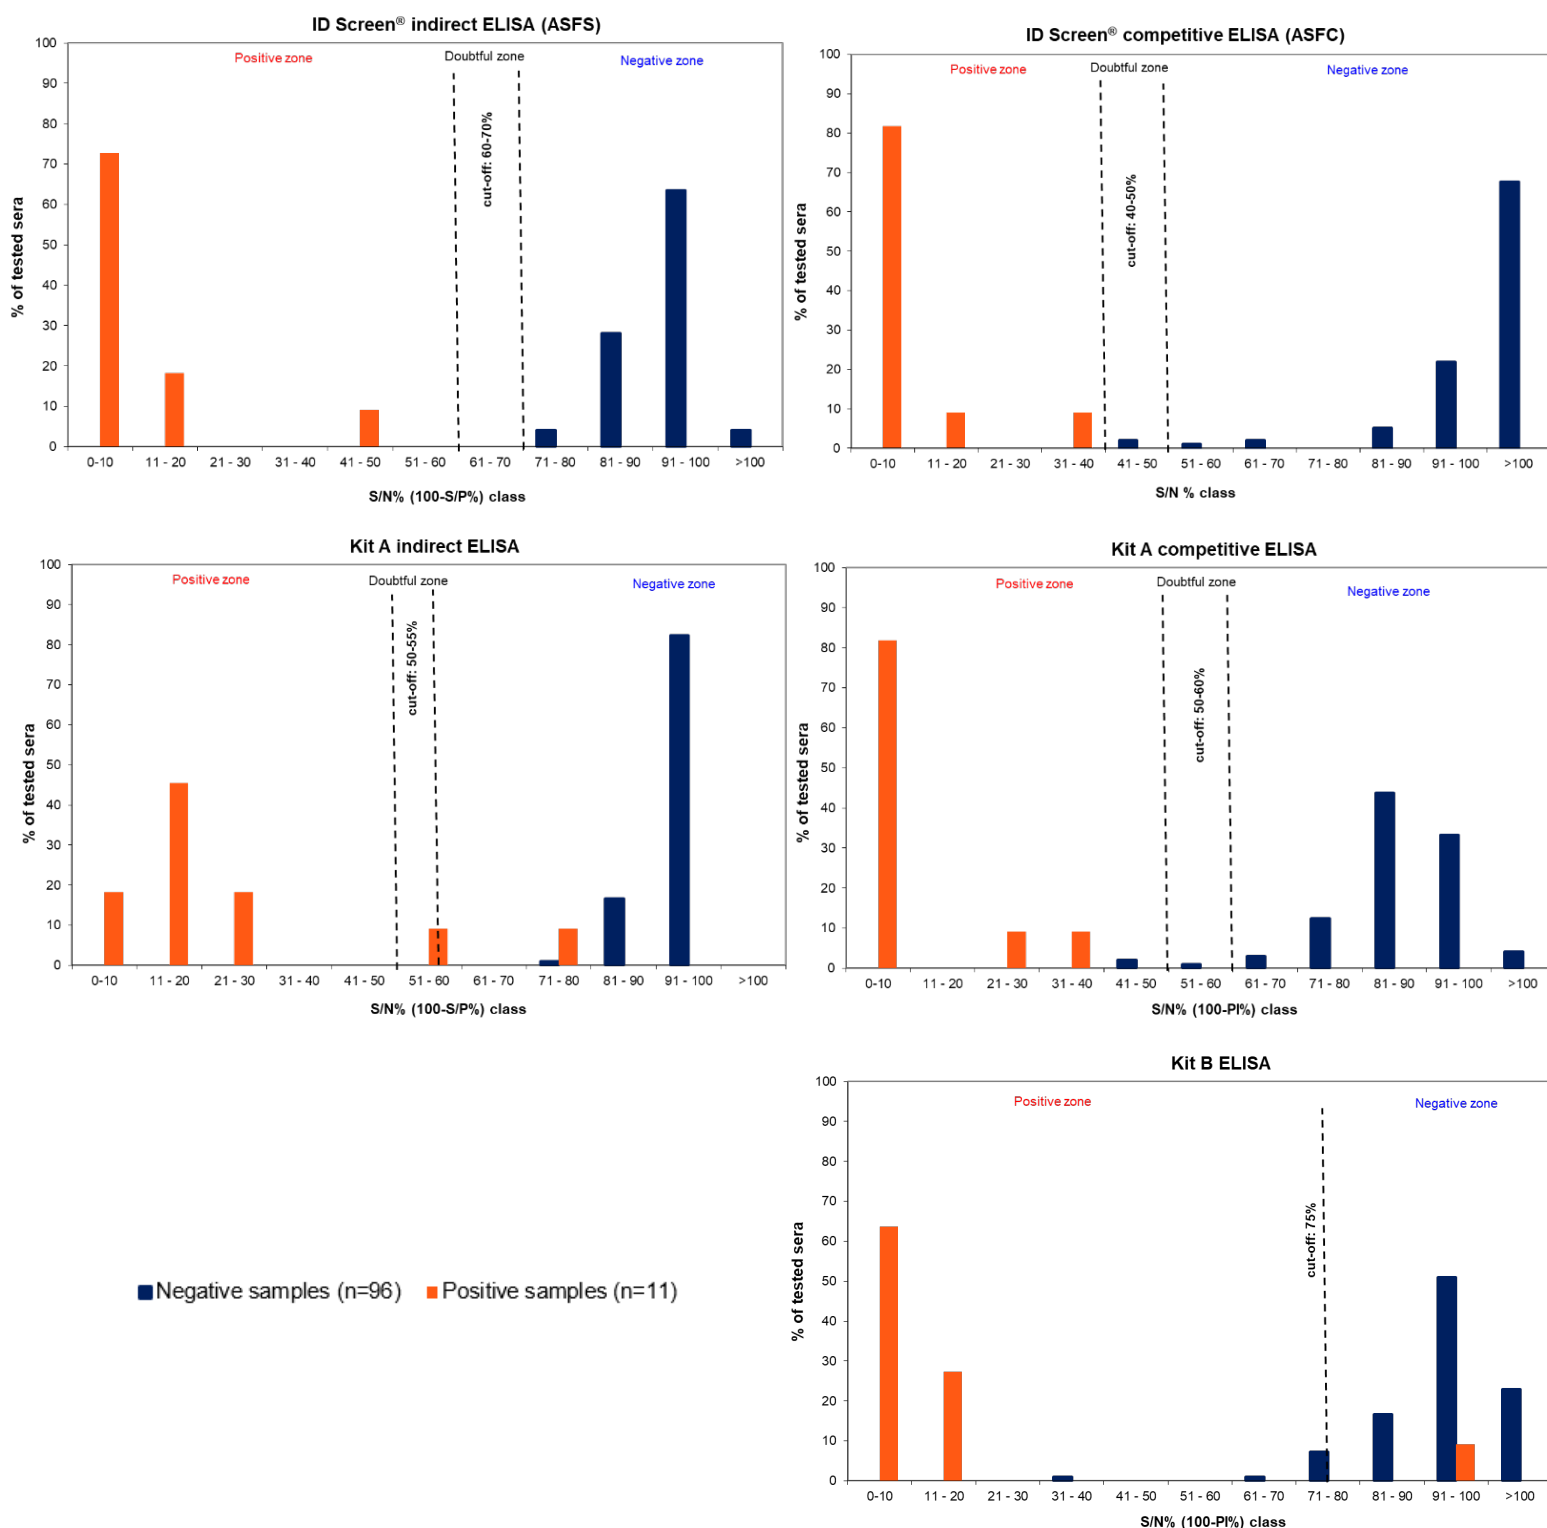 ID Screen® indirect ELISA (ASFS)
Positive zone
Doubtful zone
Negative zone
cut-off: 60-70%
% of tested sera
100
90
80
70
60
50
40
30
20
10
0
0-10 11 - 20 21 - 30 31 - 40 41 - 50 51 - 60 61 - 70 71 - 80 81 - 90 91 - 100 >100
S/N% (100-S/P%) class
ID Screen® competitive ELISA (ASFC)
Positive zone
Doubtful zone
Negative zone
cut-off: 40-50%
% of tested sera
100
90
80
70
60
50
40
30
20
10
0
0-10 11 - 20 21 - 30 31 - 40 41 - 50 51 - 60 61 - 70 71 - 80 81 - 90 91 - 100 >100
S/N % class
Kit A indirect ELISA
Positive zone
Doubtful zone
Negative zone
cut-off: 50-55%
% of tested sera
100
90
80
70
60
50
40
30
20
10
0
0-10 11 - 20 21 - 30 31 - 40 41 - 50 51 - 60 61 - 70 71 - 80 81 - 90 91 - 100 >100
S/N% (100-S/P%) class
Kit A competitive ELISA
Positive zone
Doubtful zone
Negative zone
cut-off: 50-60%
% of tested sera
100
90
80
70
60
50
40
30
20
10
0
0-10 11 - 20 21 - 30 31 - 40 41 - 50 51 - 60 61 - 70 71 - 80 81 - 90 91 - 100 >100
S/N% (100-PI%) class
Negative samples (n=96) Positive samples (n=11)
Kit B ELISA
Positive zone
Negative zone
cut-off: 75%
% of tested sera
100
90
80
70
60
50
40
30
20
10
0
0-10 11 - 20 21 - 30 31 - 40 41 - 50 51 - 60 61 - 70 71 - 80 81 - 90 91 - 100 >100
S/N% (100-PI%) class